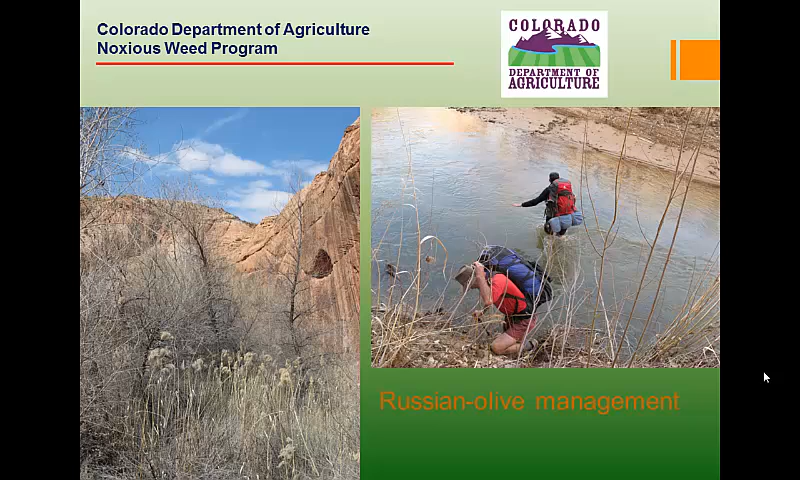 Colorado Department of Agriculture
Noxious Weed Program
COLORADO
DEPARTMENT OF
AGRICULTURE
Russian-olive management